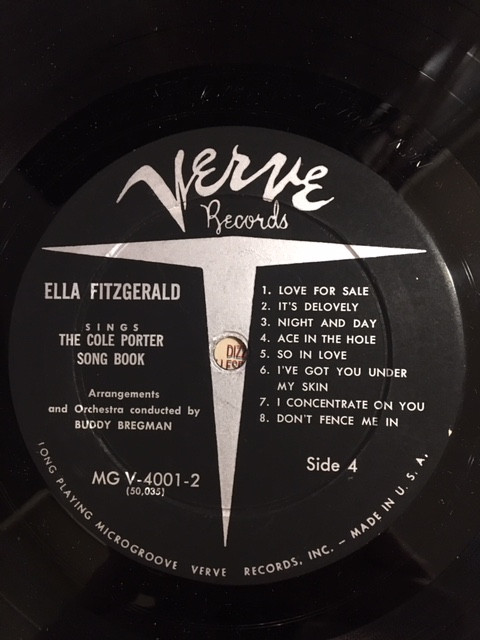 Verve
Records
ELLA FITZGERALD
SINGS
THE COLE PORTER
SONG BOOK
Arrangements
and Orchestra conducted by
BUDDY BREGMAN
MG V-4001-2
(50,035)
1. LOVE FOR SALE
2. IT'S DELOVELY
3. NIGHT AND DAY
4. ACE IN THE HOLE
5. SO IN LOVE
6. I'VE GOT YOU UNDER
MY SKIN
7. I CONCENTRATE ON YOU
8. DON'T FENCE ME IN
Side 4
DIZ
LESP
LONG PLAYING MICROGROOVE VERVE RECORDS, INC. – MADE IN U. S. A.